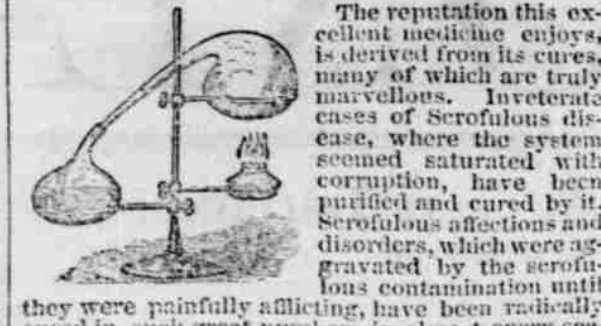 The reputation this ex-
cellent medicine enjoys,
is derived from its cures,
many of which are truly
marvellous. Inveterate
cases of Scrofulous dis-
ease, where the system
seemed saturated with
corruption, have been
purified and cured by it.
Scrofulous affections and
disorders, which were ag-
gravated by the scrofu-
lous contamination until
they were painfully afflicting, have been radically